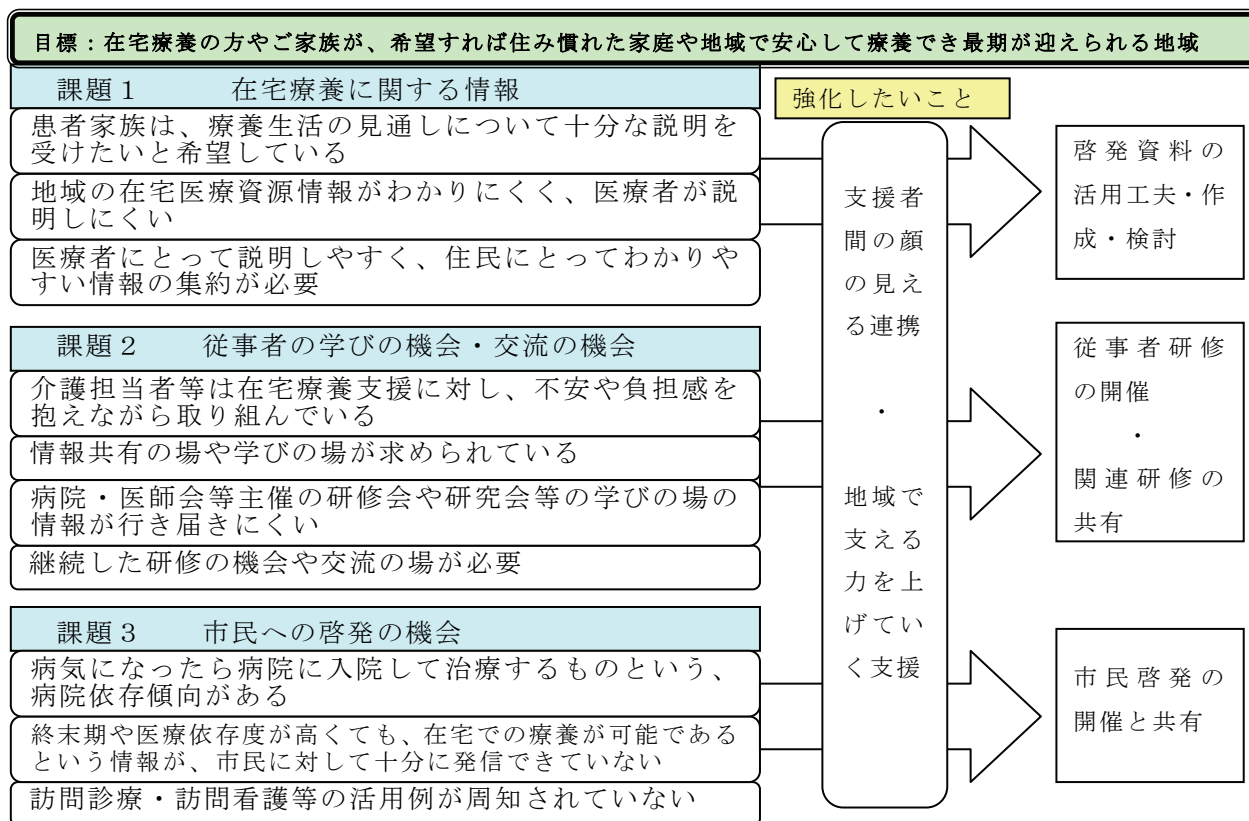 目標：在宅療養の方やご家族が、希望すれば住み慣れた家庭や地域で安心して療養でき最期が迎えられる地域
課題１　　在宅療養に関する情報
患者家族は、療養生活の見通しについて十分な説明を
受けたいと希望している
地域の在宅医療資源情報がわかりにくく、医療者が説
明しにくい
医療者にとって説明しやすく、住民にとってわかりや
すい情報の集約が必要
課題２　　従事者の学びの機会・交流の機会
介護担当者等は在宅療養支援に対し、不安や負担感を
抱えながら取り組んでいる
情報共有の場や学びの場が求められている
病院・医師会等主催の研修会や研究会等の学びの場の
情報が行き届きにくい
継続した研修の機会や交流の場が必要
課題３　　市民への啓発の機会
病気になったら病院に入院して治療するものという、
病院依存傾向がある
終末期や医療依存度が高くても、在宅での療養が可能である
という情報が、市民に対して十分に発信できていない
訪問診療・訪問看護等の活用例が周知されていない
強化したいこと
支援者
間の顔
の見え
る連携
・
地域で
支える
力を上
げてい
く支援
啓発資料の
活用工夫・作
成・検討
従事者研修
の開催
・
関連研修の
共有
市民啓発の
開催と共有